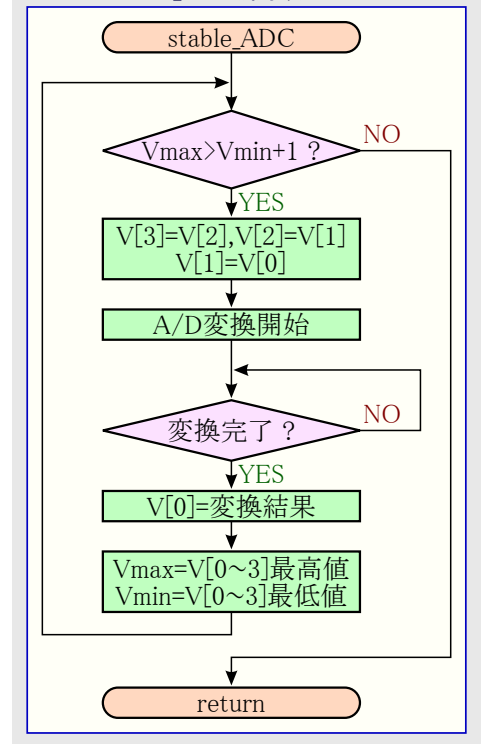 stable_ADC
Vmax>Vmin+1 ?
NO
YES
V[3]=V[2],V[2]=V[1]
V[1]=V[0]
A/D変換開始
変換完了 ?
NO
YES
V[0]=変換結果
Vmax=V[0~3]最高値
Vmin=V[0~3]最低値
return